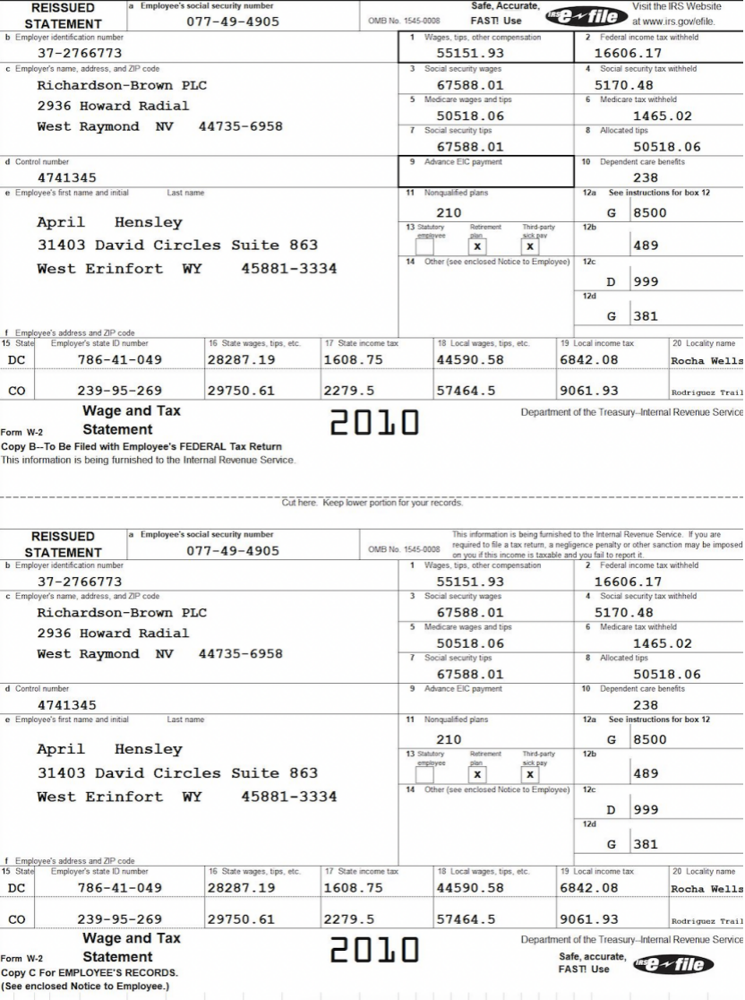 REISSUED STATEMENT
a Employee's social security number
077-49-4905
OMB No. 1545-0008
Safe, Accurate, FAST! Use
IRS e~file
Visit the IRS Website at www.irs.gov/efile.
b Employer identification number
37-2766773
1 Wages, tips, other compensation
55151.93
2 Federal income tax withheld
16606.17
c Employer's name, address, and ZIP code
Richardson-Brown PLC
2936 Howard Radial
West Raymond NV 44735-6958
3 Social security wages
67588.01
4 Social security tax withheld
5170.48
5 Medicare wages and tips
50518.06
6 Medicare tax withheld
1465.02
7 Social security tips
67588.01
8 Allocated tips
50518.06
d Control number
4741345
9 Advance EIC payment
10 Dependent care benefits
238
e Employee's first name and initial Last name
April Hensley
31403 David Circles Suite 863
West Erinfort WY 45881-3334
11 Nonqualified plans
210
12a See instructions for box 12
G 8500
13 Statutory employee
Retirement plan
X
Third-party sick pay
X
12b
489
14 Other (see enclosed Notice to Employee)
12c
D 999
12d
G 381
f Employee's address and ZIP code
15 State Employer's state ID number 16 State wages, tips, etc. 17 State income tax 18 Local wages, tips, etc. 19 Local income tax 20 Locality name
DC 786-41-049 28287.19 1608.75 44590.58 6842.08 Rocha Wells
CO 239-95-269 29750.61 2279.5 57464.5 9061.93 Rodriguez Trail
Form W-2 Wage and Tax Statement
2010
Department of the Treasury--Internal Revenue Service
Copy B--To Be Filed with Employee's FEDERAL Tax Return
This information is being furnished to the Internal Revenue Service.
Cut here. Keep lower portion for your records.
REISSUED STATEMENT
a Employee's social security number
077-49-4905
OMB No. 1545-0008
This information is being furnished to the Internal Revenue Service. If you are
required to file a tax return, a negligence penalty or other sanction may be imposed
on you if this income is taxable and you fail to report it.
b Employer identification number
37-2766773
1 Wages, tips, other compensation
55151.93
2 Federal income tax withheld
16606.17
c Employer's name, address, and ZIP code
Richardson-Brown PLC
2936 Howard Radial
West Raymond NV 44735-6958
3 Social security wages
67588.01
4 Social security tax withheld
5170.48
5 Medicare wages and tips
50518.06
6 Medicare tax withheld
1465.02
7 Social security tips
67588.01
8 Allocated tips
50518.06
d Control number
4741345
9 Advance EIC payment
10 Dependent care benefits
238
e Employee's first name and initial Last name
April Hensley
31403 David Circles Suite 863
West Erinfort WY 45881-3334
11 Nonqualified plans
210
12a See instructions for box 12
G 8500
13 Statutory employee
Retirement plan
X
Third-party sick pay
X
12b
489
14 Other (see enclosed Notice to Employee)
12c
D 999
12d
G 381
f Employee's address and ZIP code
15 State Employer's state ID number 16 State wages, tips, etc. 17 State income tax 18 Local wages, tips, etc. 19 Local income tax 20 Locality name
DC 786-41-049 28287.19 1608.75 44590.58 6842.08 Rocha Wells
CO 239-95-269 29750.61 2279.5 57464.5 9061.93 Rodriguez Trail
Form W-2 Wage and Tax Statement
2010
Department of the Treasury--Internal Revenue Service
Copy C For EMPLOYEE'S RECORDS.
(See enclosed Notice to Employee.)
Safe, accurate, FAST! Use
IRS e~file